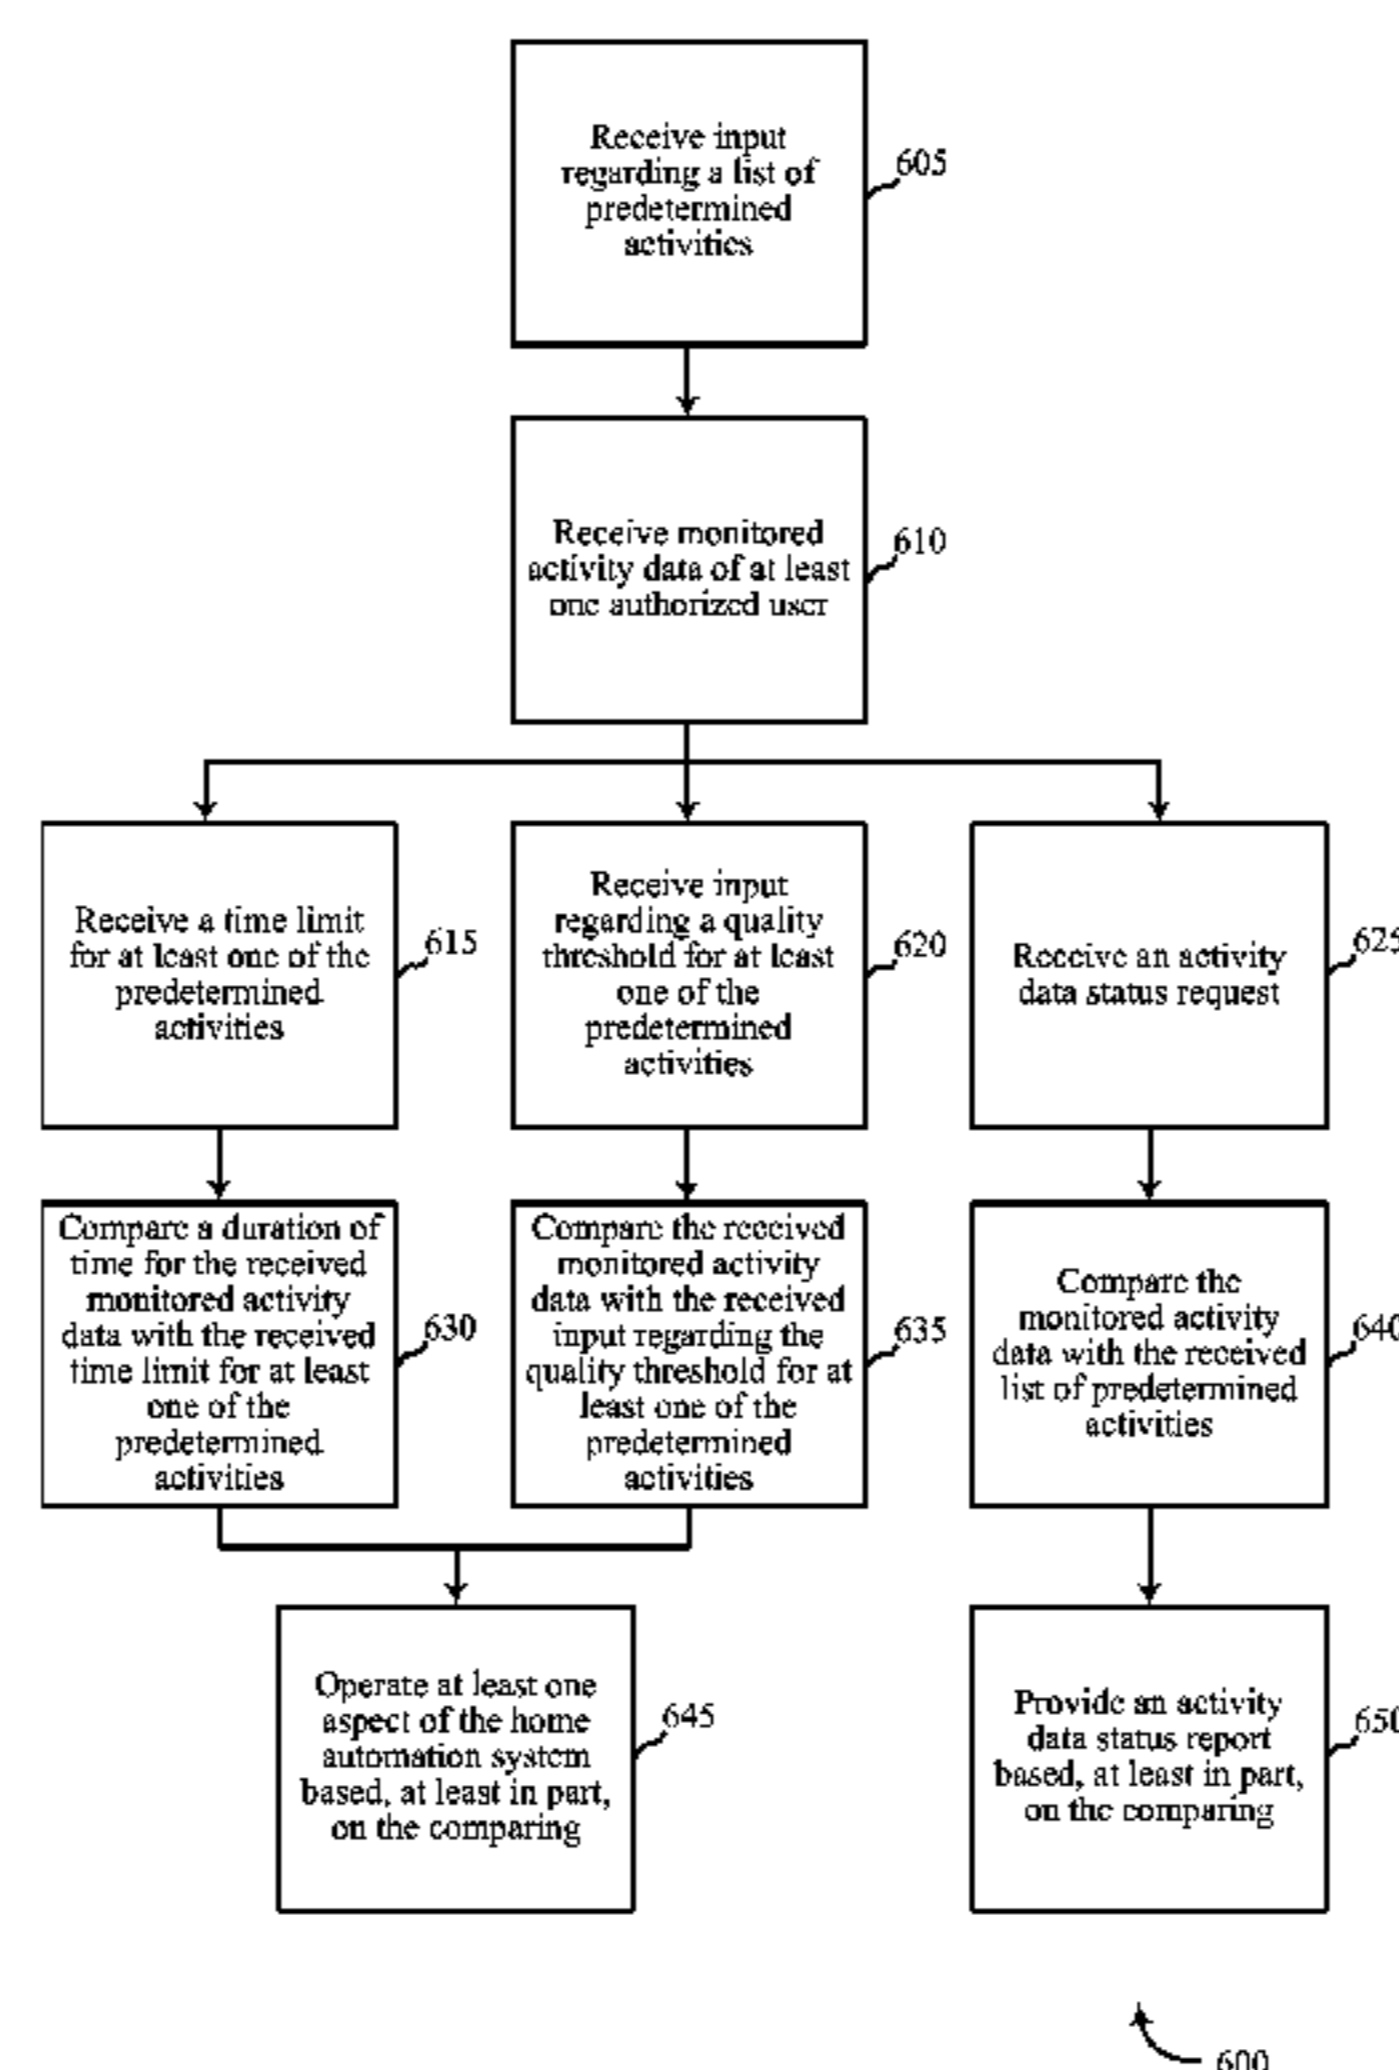 Receive input
regarding a list of
predetermined
activities
605
Receive monitored
activity data of at least
one authorized user
610
Receive a time limit
for at least one of the
predetermined
activities
615
Receive input
regarding a quality
threshold for at least
one of the
predetermined
activities
620
Receive an activity
data status request
625
Compare a duration of
time for the received
monitored activity
data with the received
time limit for at least
one of the
predetermined
activities
630
Compare the received
monitored activity
data with the received
input regarding the
quality threshold for at
least one of the
predetermined
activities
635
Compare the
monitored activity
data with the received
list of predetermined
activities
640
Operate at least one
aspect of the home
automation system
based, at least in part,
on the comparing
645
Provide an activity
data status report
based, at least in part,
on the comparing
650
600